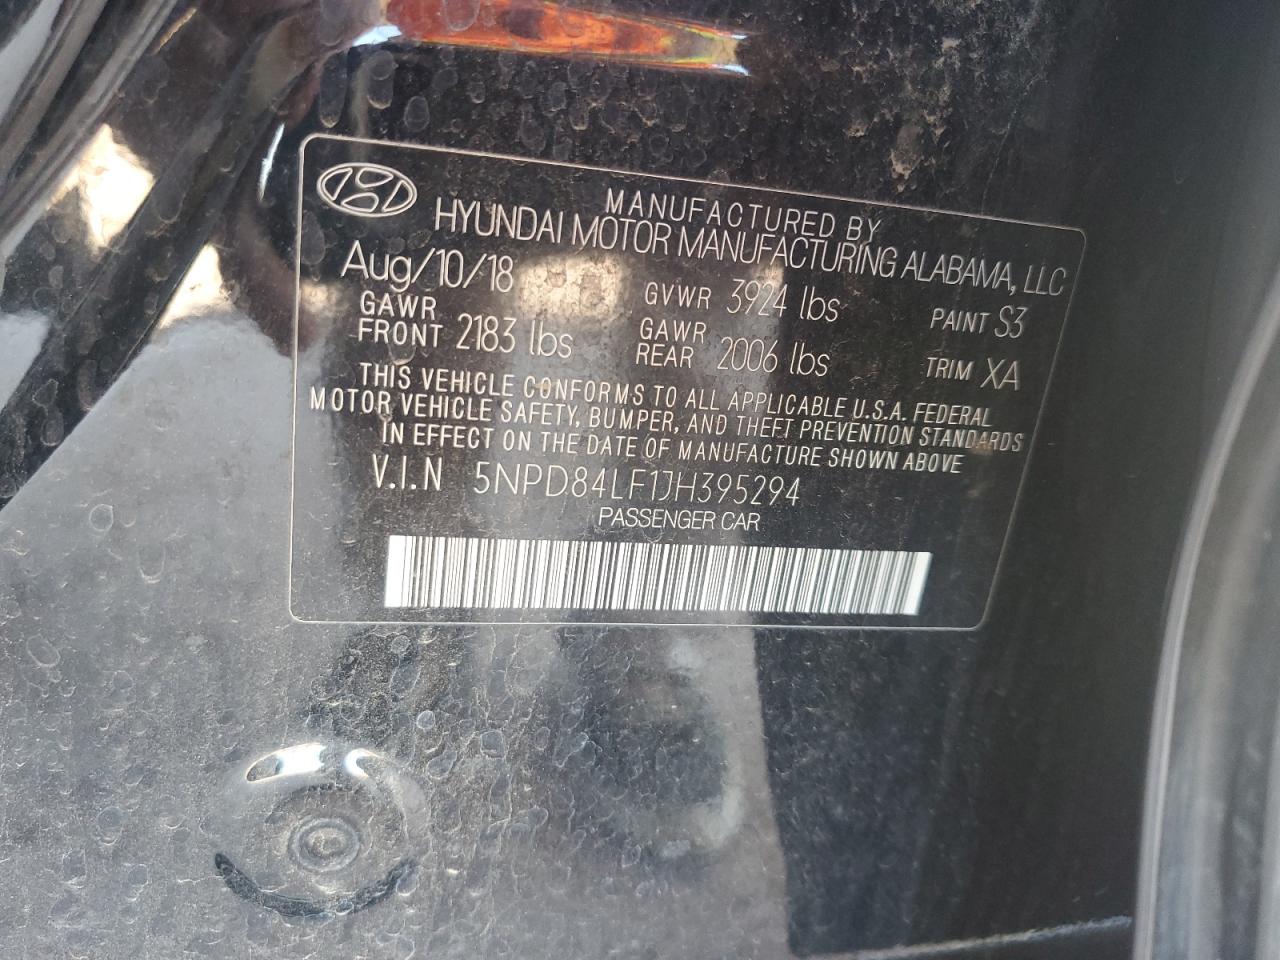 MANUFACTURED BY
HYUNDAI MOTOR MANUFACTURING ALABAMA, LLC
Aug/10/18 GVWR 3924 lbs PAINT S3
GAWR FRONT 2183 lbs GAWR REAR 2006 lbs TRIM XA
THIS VEHICLE CONFORMS TO ALL APPLICABLE U.S.A. FEDERAL
MOTOR VEHICLE SAFETY, BUMPER, AND THEFT PREVENTION STANDARDS
IN EFFECT ON THE DATE OF MANUFACTURE SHOWN ABOVE
V.I.N 5NPD84LF1JH395294
PASSENGER CAR